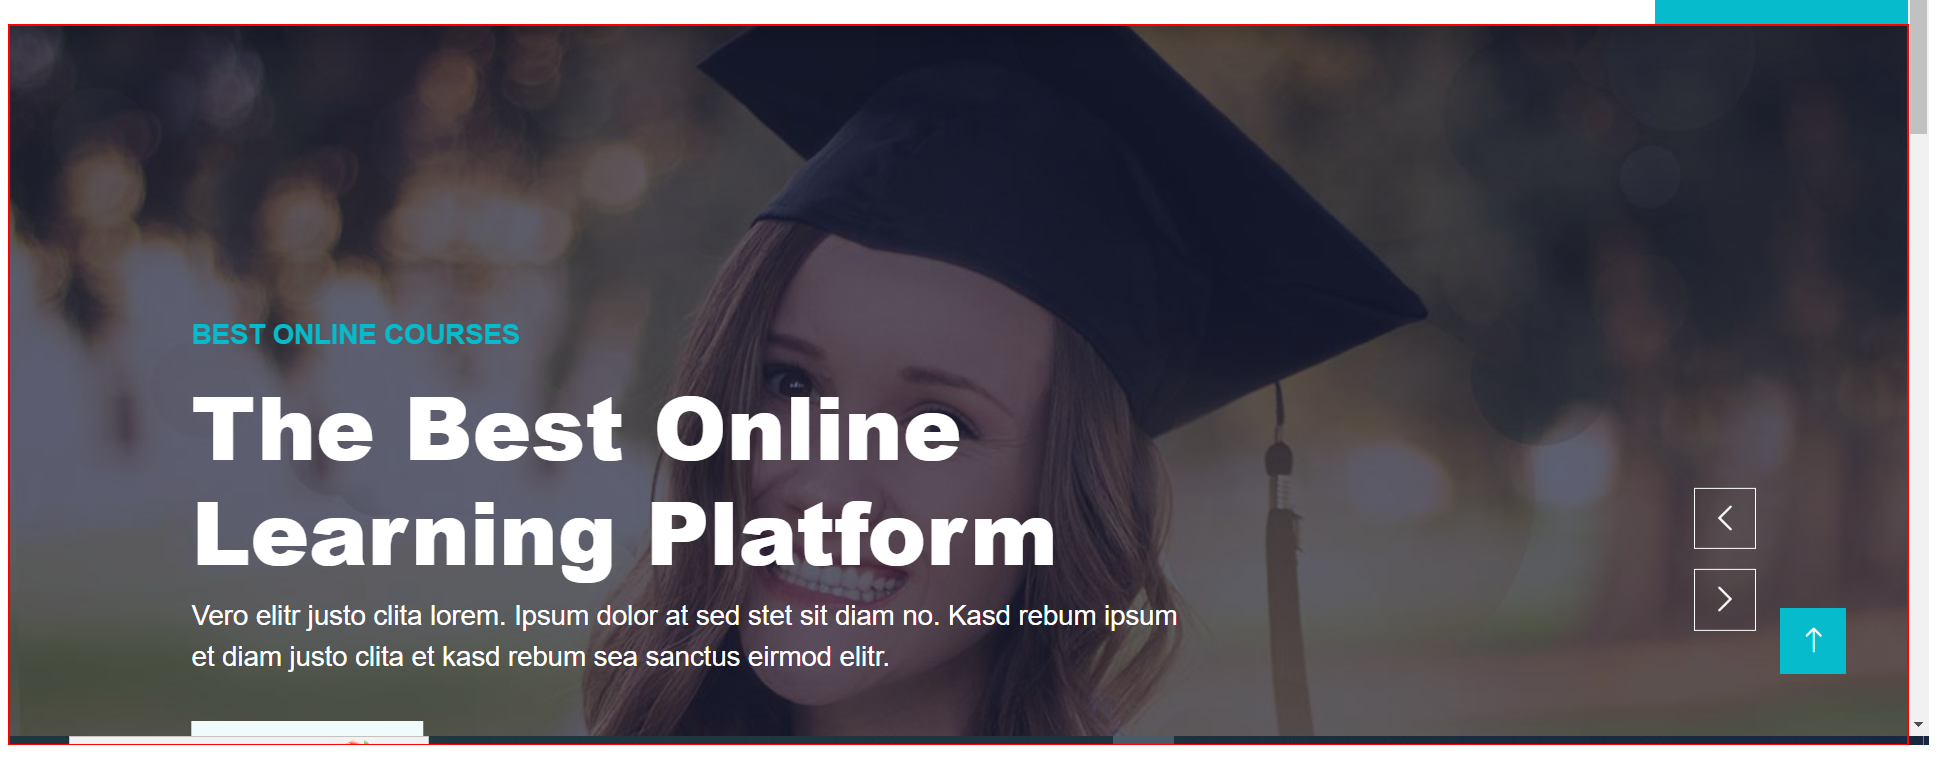 BEST ONLINE COURSES
The Best Online
Learning Platform
Vero elitr justo clita lorem. Ipsum dolor at sed stet sit diam no. Kasd rebum ipsum
et diam justo clita et kasd rebum sea sanctus eirmod elitr.